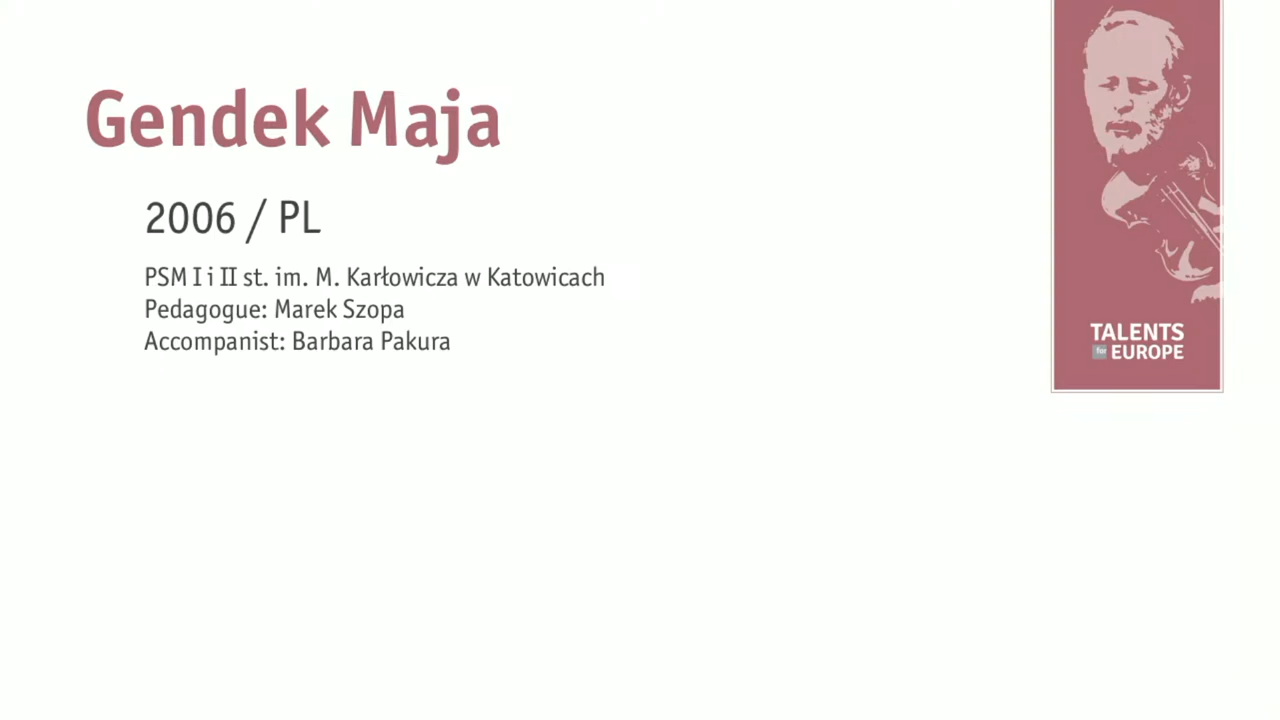 Gendek Maja
2006 / PL
PSM I i II st. im. M. Karłowicza w Katowicach
Pedagogue: Marek Szopa
Accompanist: Barbara Pakura
TALENTS
for EUROPE